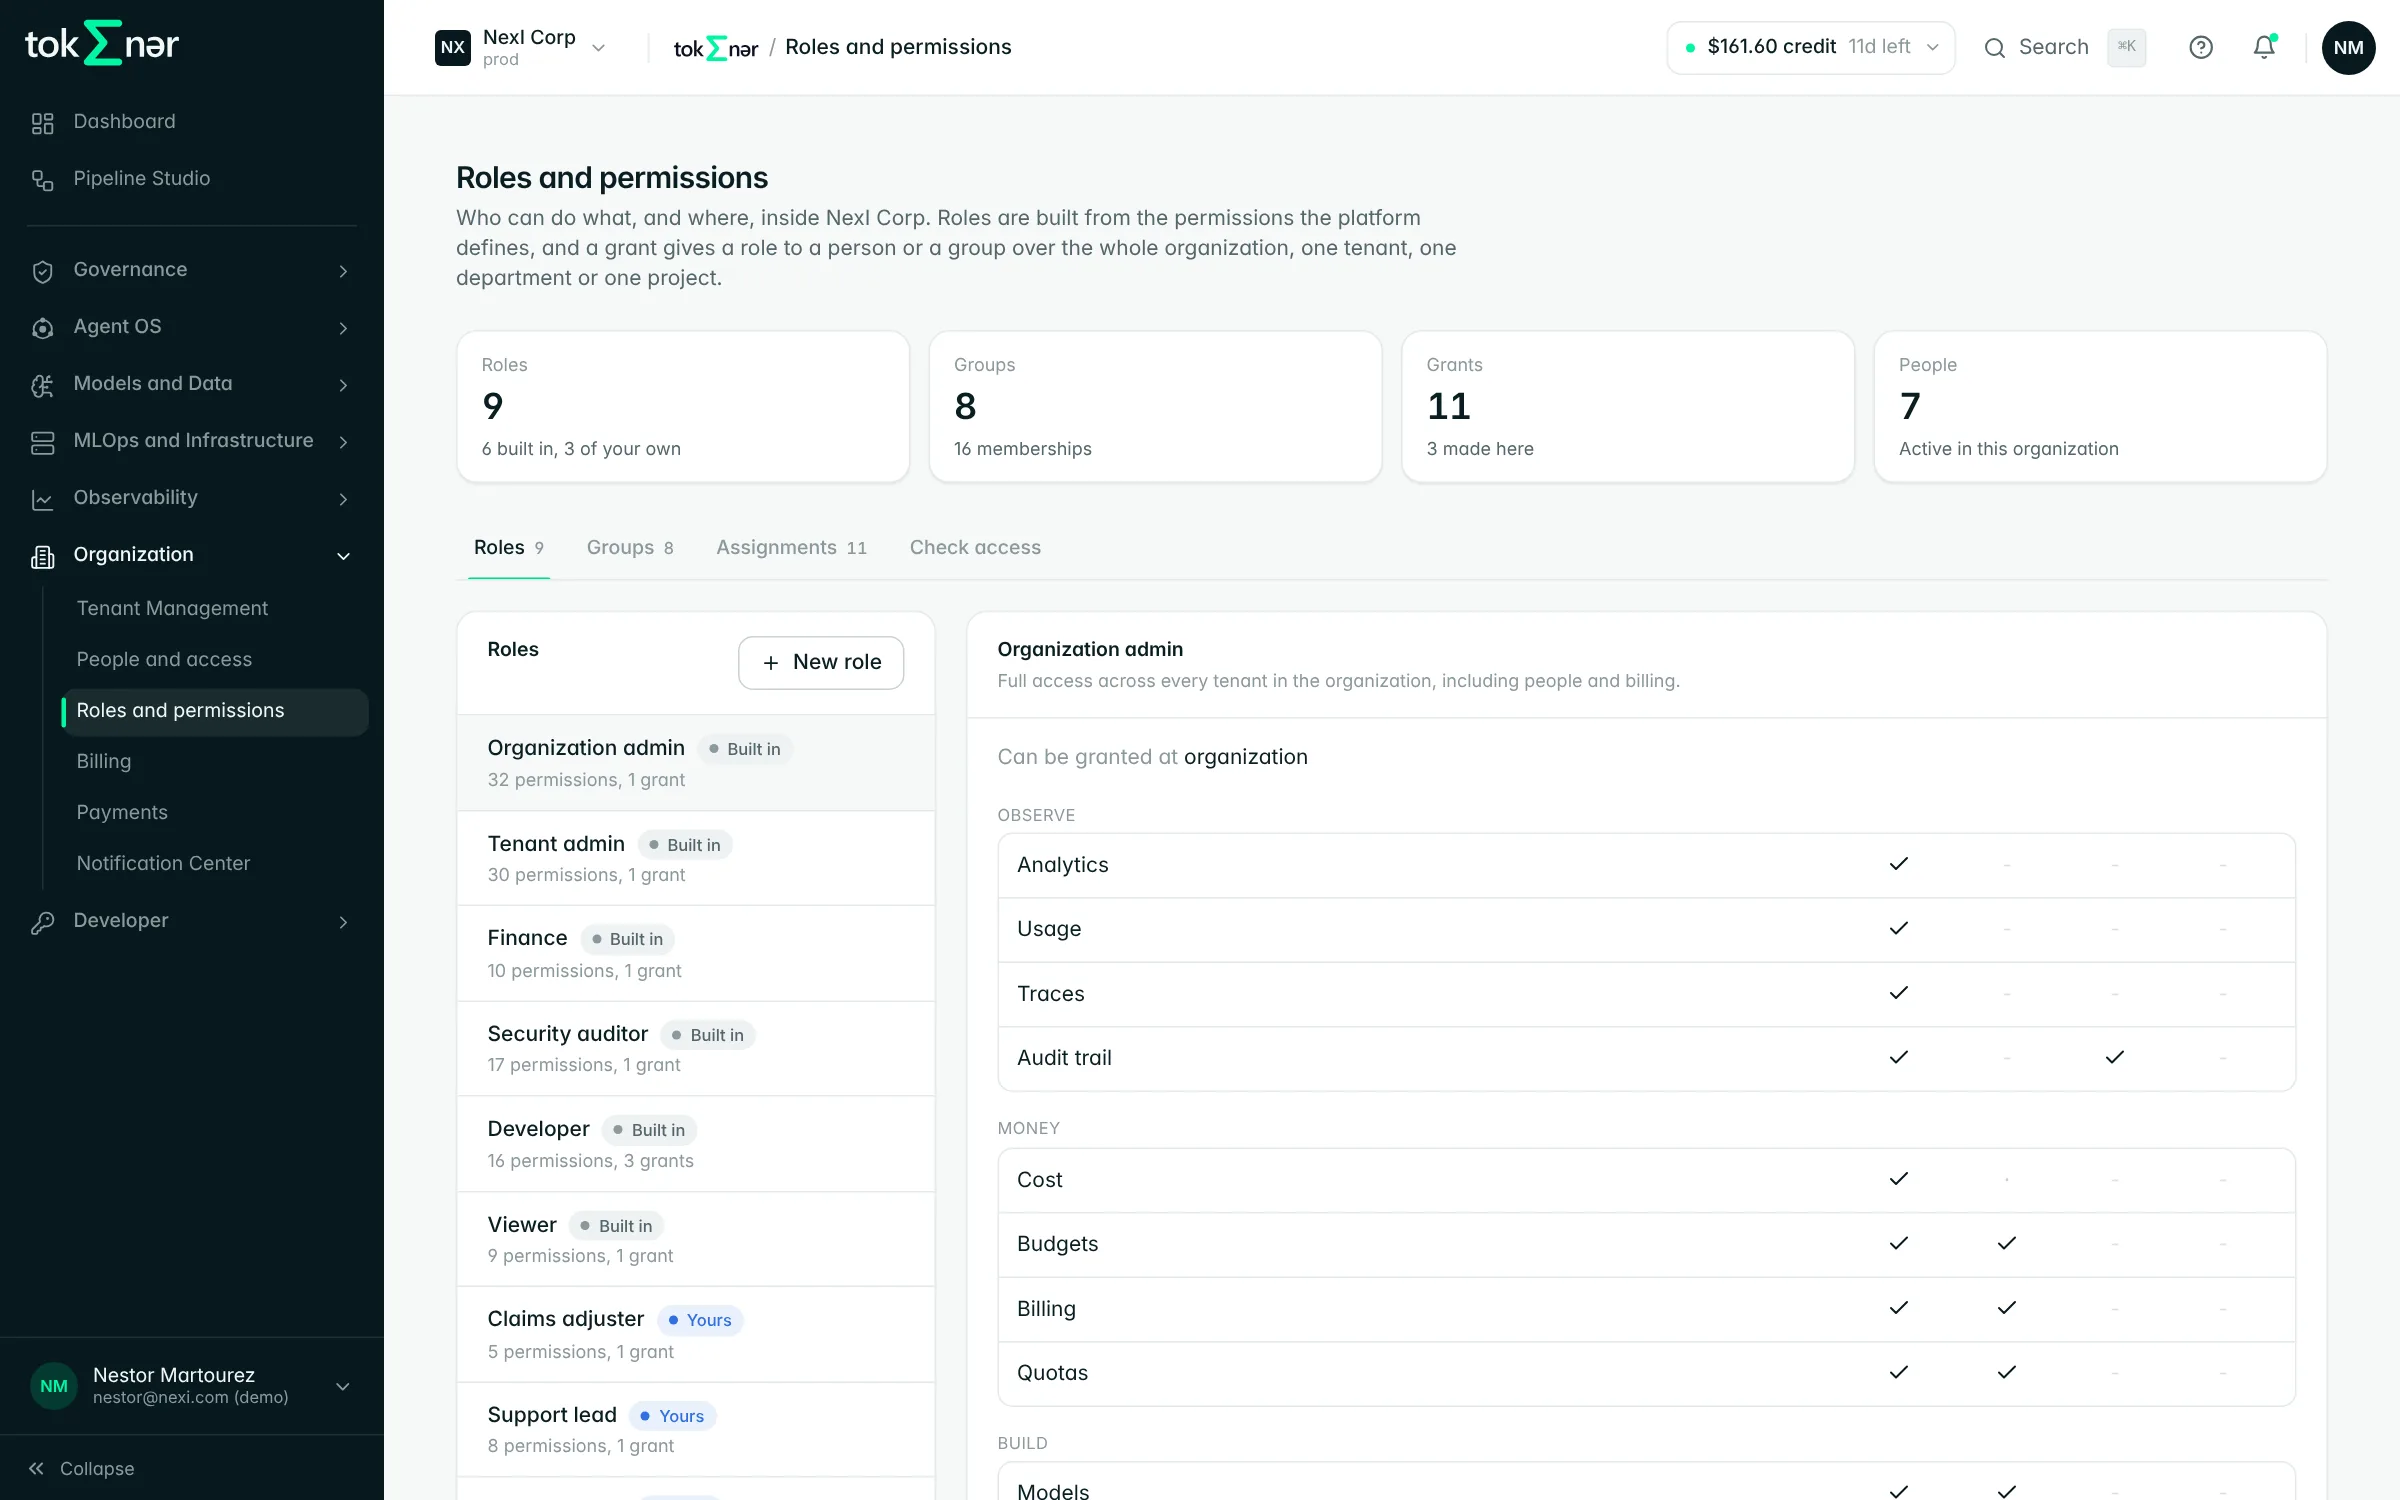 tokΣnər
Dashboard
Pipeline Studio
Governance
Agent OS
Models and Data
MLOps and Infrastructure
Observability
Organization
Tenant Management
People and access
Roles and permissions
Billing
Payments
Notification Center
Developer
NM
Nestor Martourez
nestor@nexi.com (demo)
Collapse
NX
Nexl Corp
prod
tokΣnər / Roles and permissions
$161.60 credit 11d left
Search ⌘K
NM
Roles and permissions
Who can do what, and where, inside Nexl Corp. Roles are built from the permissions the platform
defines, and a grant gives a role to a person or a group over the whole organization, one tenant, one
department or one project.
Roles
9
6 built in, 3 of your own
Groups
8
16 memberships
Grants
11
3 made here
People
7
Active in this organization
Roles 9 Groups 8 Assignments 11 Check access
Roles
+ New role
Organization admin Built in
32 permissions, 1 grant
Tenant admin Built in
30 permissions, 1 grant
Finance Built in
10 permissions, 1 grant
Security auditor Built in
17 permissions, 1 grant
Developer Built in
16 permissions, 3 grants
Viewer Built in
9 permissions, 1 grant
Claims adjuster Yours
5 permissions, 1 grant
Support lead Yours
8 permissions, 1 grant
Organization admin
Full access across every tenant in the organization, including people and billing.
Can be granted at organization
OBSERVE
Analytics
Usage
Traces
Audit trail
MONEY
Cost
Budgets
Billing
Quotas
BUILD
Models